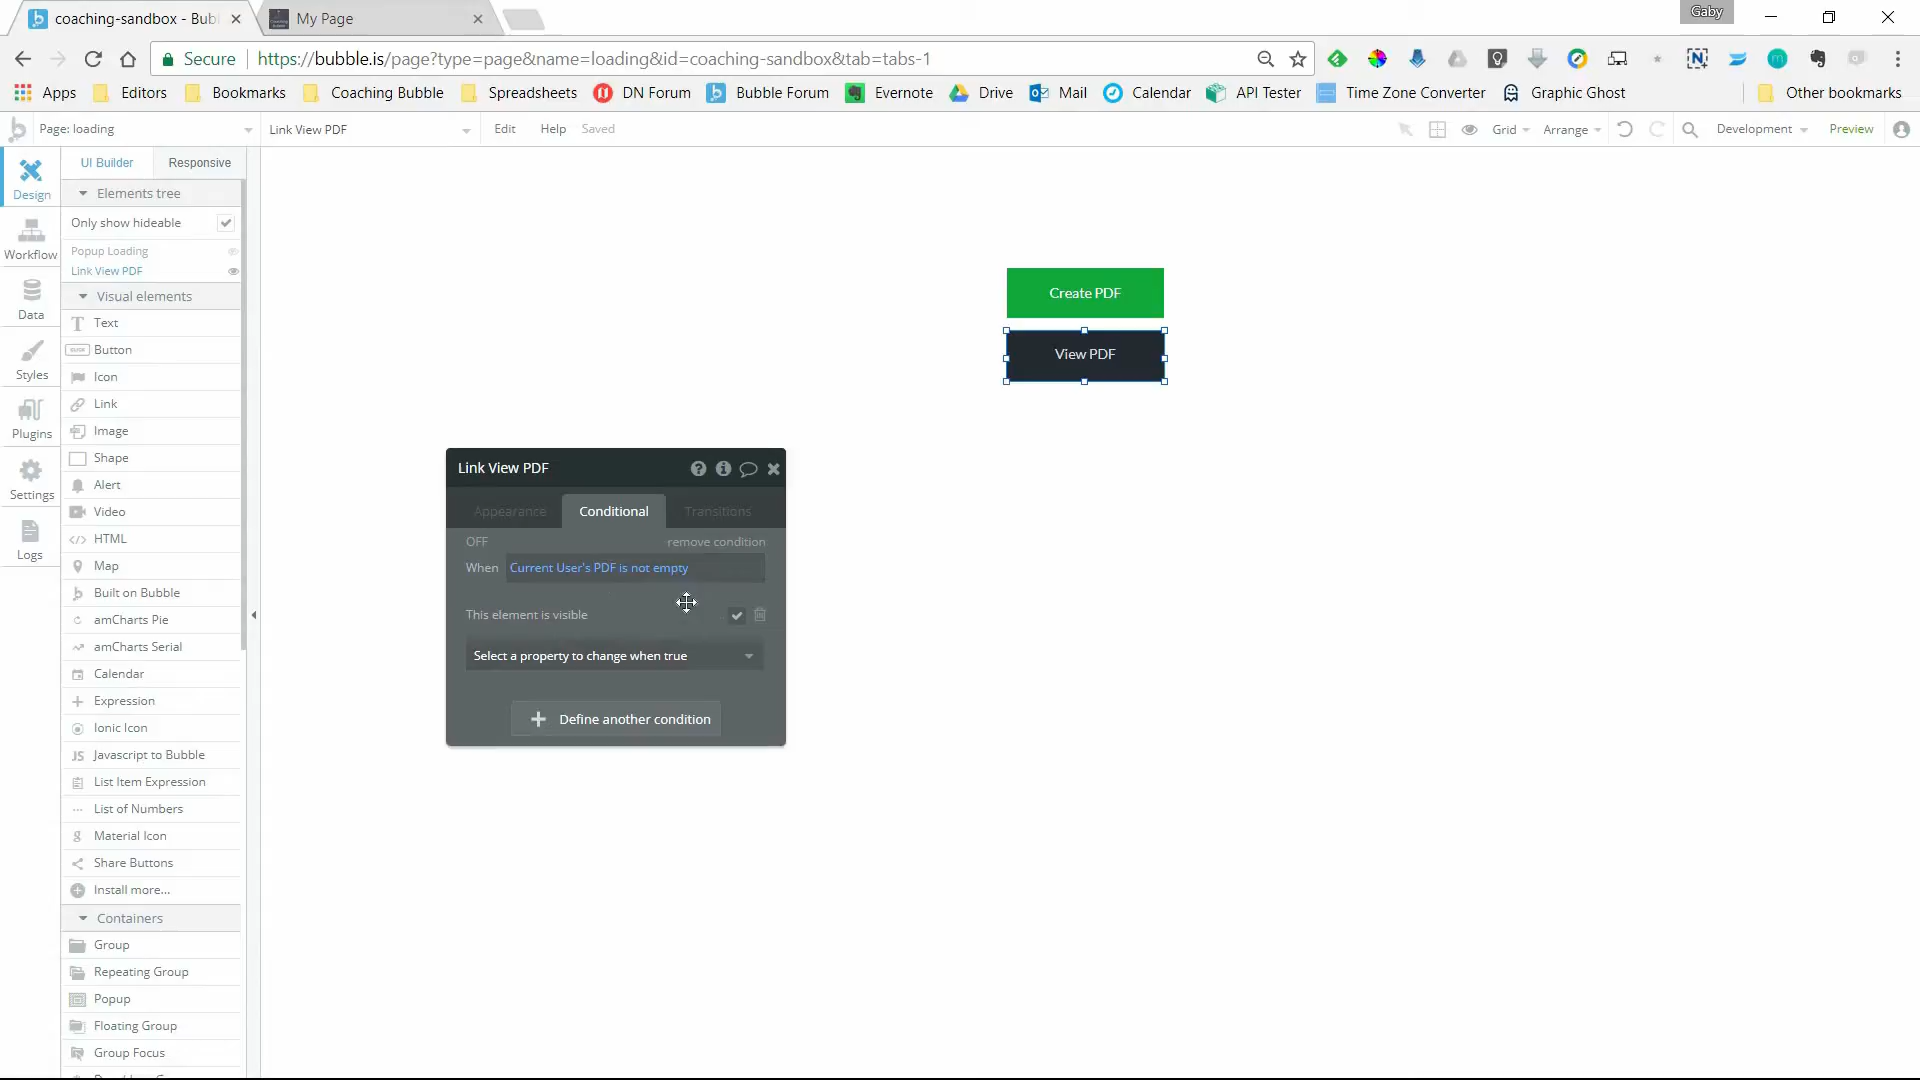 coaching-sandbox - Bub
My Page
Gaby
Secure
https://bubble.is/page?type=page&name=loading&id=coaching-sandbox&tab=tabs-1
Apps
Editors
Bookmarks
Coaching Bubble
Spreadsheets
DN Forum
Bubble Forum
Evernote
Drive
Mail
Calendar
API Tester
Time Zone Converter
Graphic Ghost
Other bookmarks
Page: loading
Link View PDF
Edit
Help
Saved
Grid
Arrange
Development
Preview
Design
Workflow
Data
Styles
Plugins
Settings
Logs
UI Builder
Responsive
Elements tree
Only show hideable
Popup Loading
Link View PDF
Visual elements
Text
Button
Icon
Link
Image
Shape
Alert
Video
HTML
Map
Built on Bubble
amCharts Pie
amCharts Serial
Calendar
Expression
Ionic Icon
JS Javascript to Bubble
List Item Expression
List of Numbers
Material Icon
Share Buttons
Install more...
Containers
Group
Repeating Group
Popup
Floating Group
Group Focus
Create PDF
View PDF
Link View PDF
Appearance
Conditional
Transitions
OFF
remove condition
When
Current User's PDF is not empty
This element is visible
Select a property to change when true
Define another condition